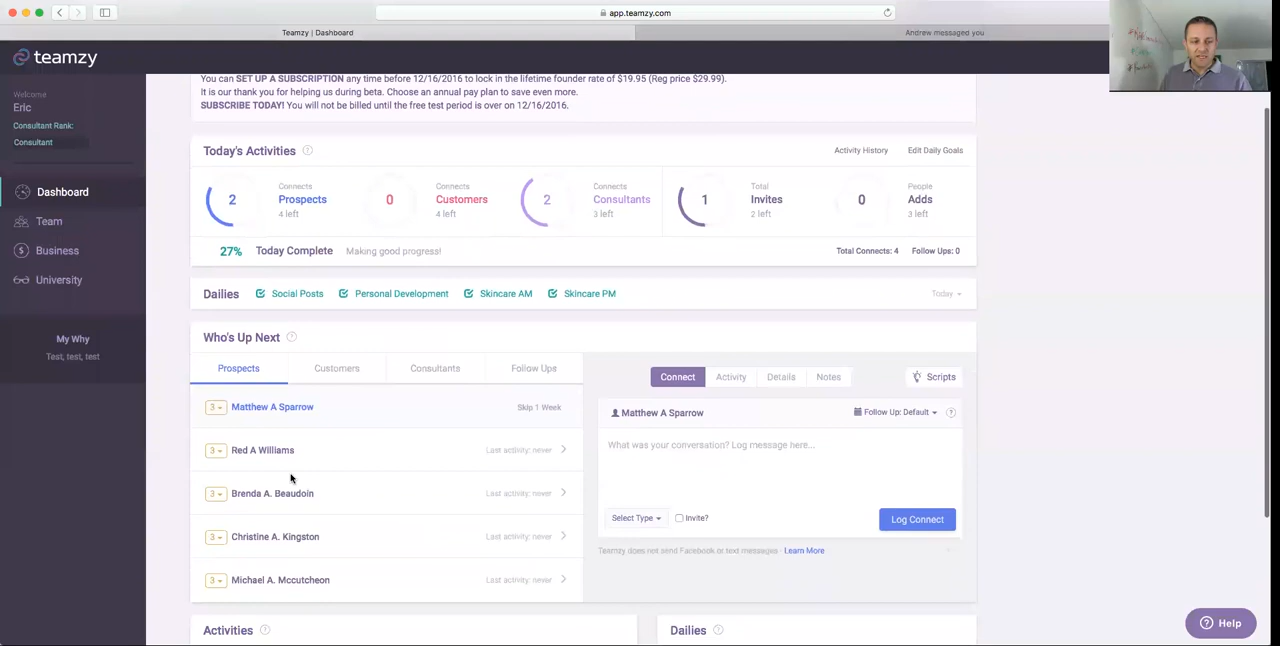 app.teamzy.com
Teamzy | Dashboard
Andrew messaged you
teamzy
Welcome
Eric
Consultant Rank:
Consultant
Dashboard
Team
Business
University
My Why
Test, test, test
You can SET UP A SUBSCRIPTION any time before 12/16/2016 to lock in the lifetime founder rate of $19.95 (Reg price $29.99).
It is our thank you for helping us during beta. Choose an annual pay plan to save even more.
SUBSCRIBE TODAY! You will not be billed until the free test period is over on 12/16/2016.
Today's Activities ?
Activity History
Edit Daily Goals
2 Connects Prospects 4 left
0 Connects Customers 4 left
2 Connects Consultants 3 left
1 Total Invites 2 left
0 People Adds 3 left
27% Today Complete Making good progress!
Total Connects: 4 Follow Ups: 0
Dailies Social Posts Personal Development Skincare AM Skincare PM Today
Who's Up Next ?
Prospects Customers Consultants Follow Ups
3 Matthew A Sparrow Skip 1 Week
3 Red A Williams Last activity: never
3 Brenda A. Beaudoin Last activity: never
3 Christine A. Kingston Last activity: never
3 Michael A. Mccutcheon Last activity: never
Connect Activity Details Notes Scripts
Matthew A Sparrow Follow Up: Default ?
What was your conversation? Log message here...
Select Type Invite? Log Connect
Teamzy does not send Facebook or text messages - Learn More
Activities ?
Dailies ?
? Help